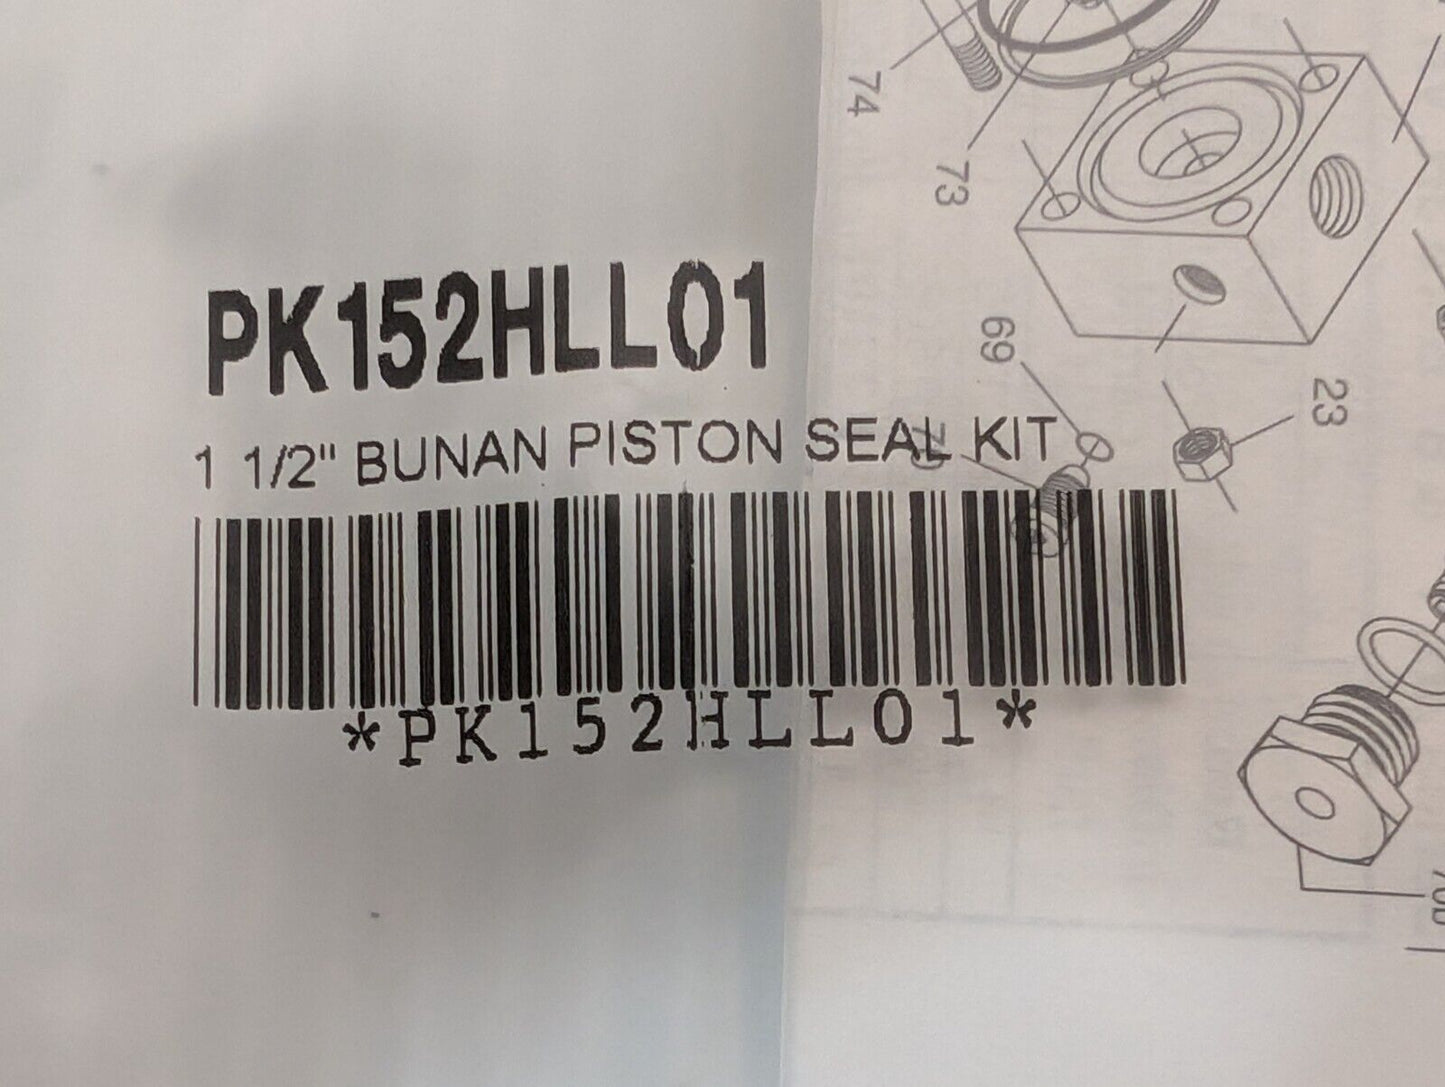 PK152HLL01
1 1/2" BUNAN PISTON SEAL KIT
*PK152HLL01*
74
73
69
23